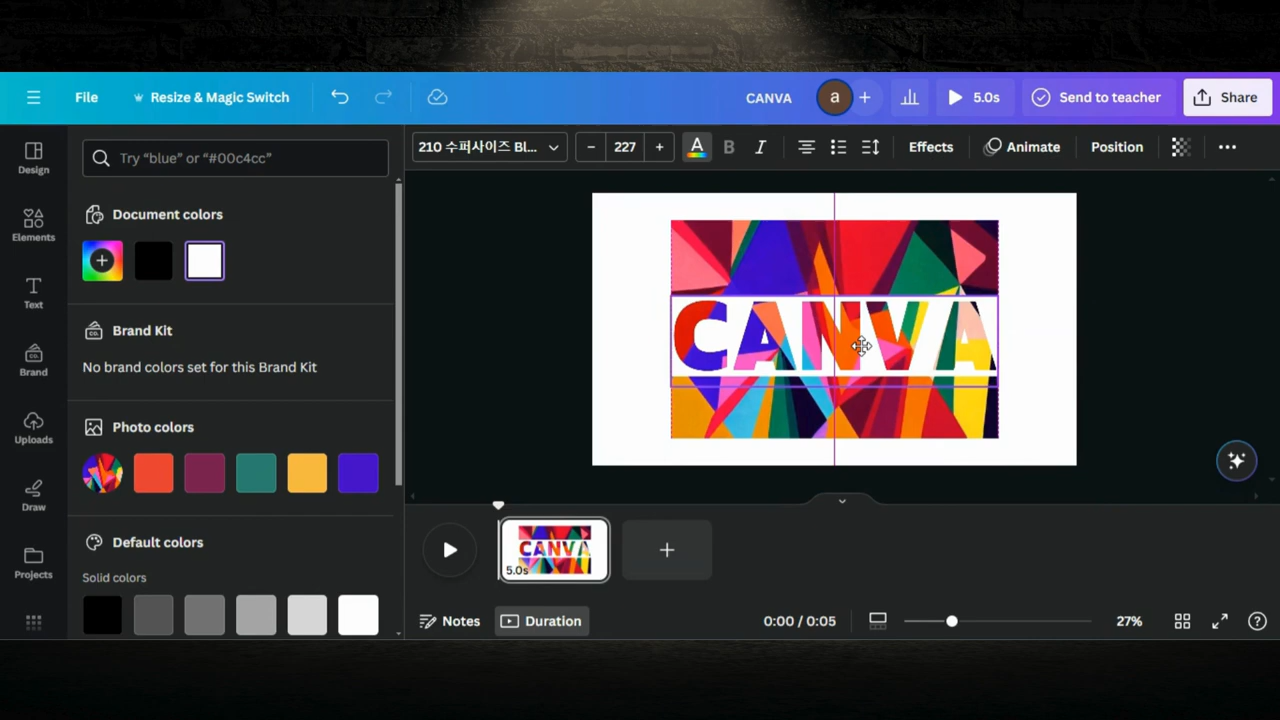 File
Resize & Magic Switch
CANVA
a
5.0s
Send to teacher
Share
Design
Elements
Text
Brand
Uploads
Draw
Projects
Try “blue” or “#00c4cc”
Document colors
Brand Kit
No brand colors set for this Brand Kit
Photo colors
Default colors
Solid colors
210 수퍼사이즈 Bl...
227
A
B
I
Effects
Animate
Position
CANVA
CANVA
5.0s
Notes
Duration
0:00 / 0:05
27%